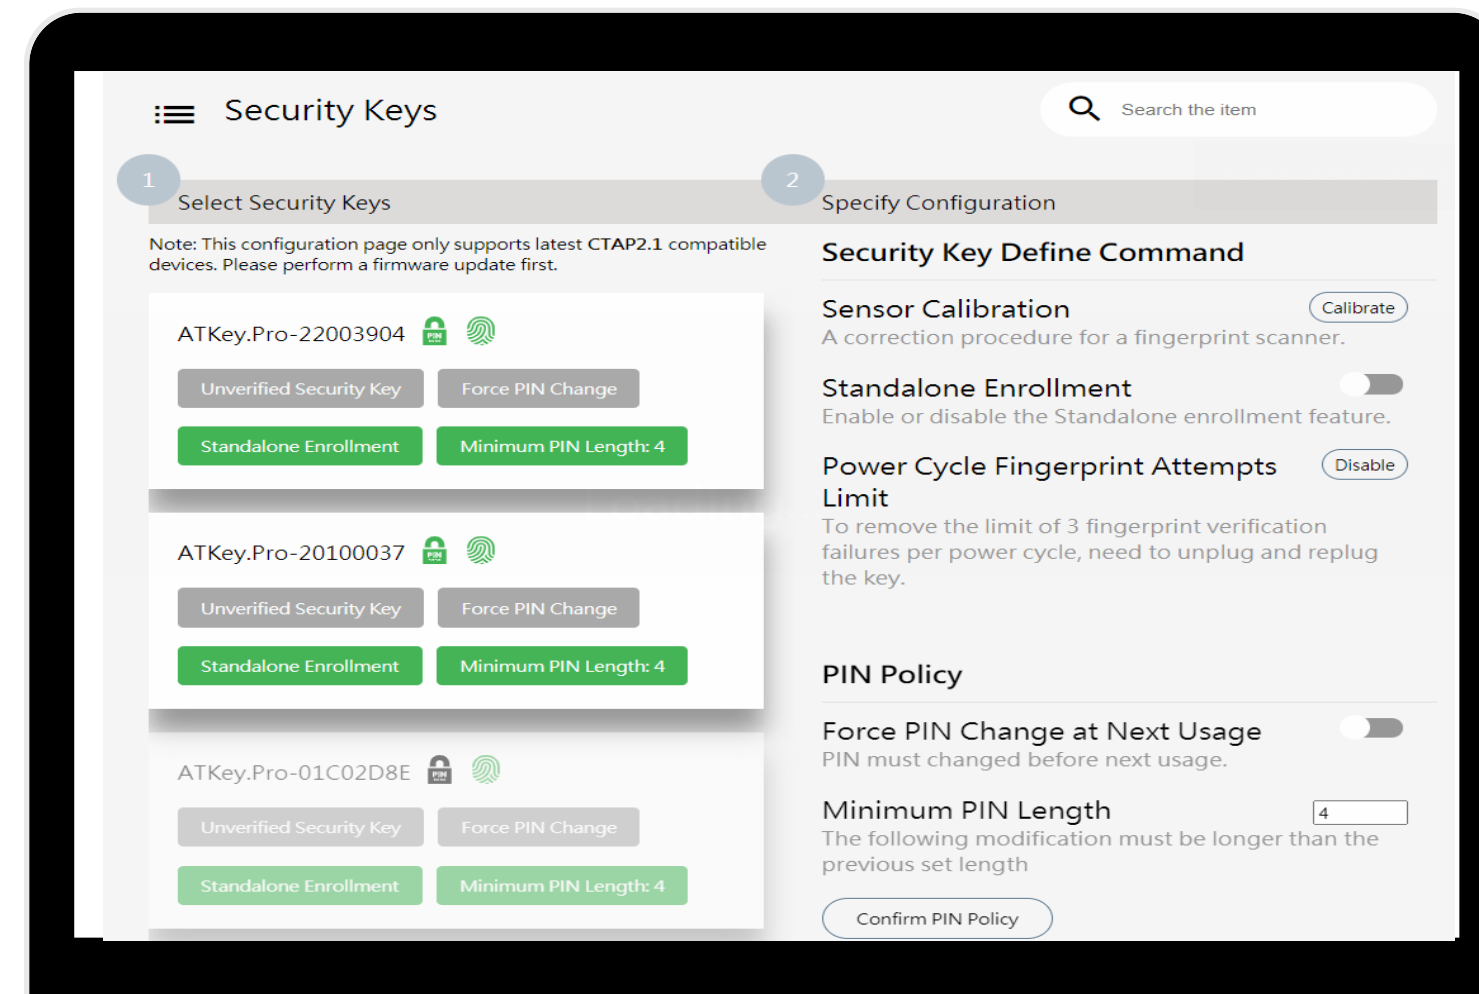 Security Keys
Search the item
1
Select Security Keys
Note: This configuration page only supports latest CTAP2.1 compatible
devices. Please perform a firmware update first.
ATKey.Pro-22003904
PIN
Unverified Security Key
Force PIN Change
Standalone Enrollment
Minimum PIN Length: 4
ATKey.Pro-20100037
PIN
Unverified Security Key
Force PIN Change
Standalone Enrollment
Minimum PIN Length: 4
ATKey.Pro-01C02D8E
PIN
Unverified Security Key
Force PIN Change
Standalone Enrollment
Minimum PIN Length: 4
2
Specify Configuration
Security Key Define Command
Sensor Calibration
Calibrate
A correction procedure for a fingerprint scanner.
Standalone Enrollment
Enable or disable the Standalone enrollment feature.
Power Cycle Fingerprint Attempts
Limit
Disable
To remove the limit of 3 fingerprint verification
failures per power cycle, need to unplug and replug
the key.
PIN Policy
Force PIN Change at Next Usage
PIN must changed before next usage.
Minimum PIN Length
4
The following modification must be longer than the
previous set length
Confirm PIN Policy